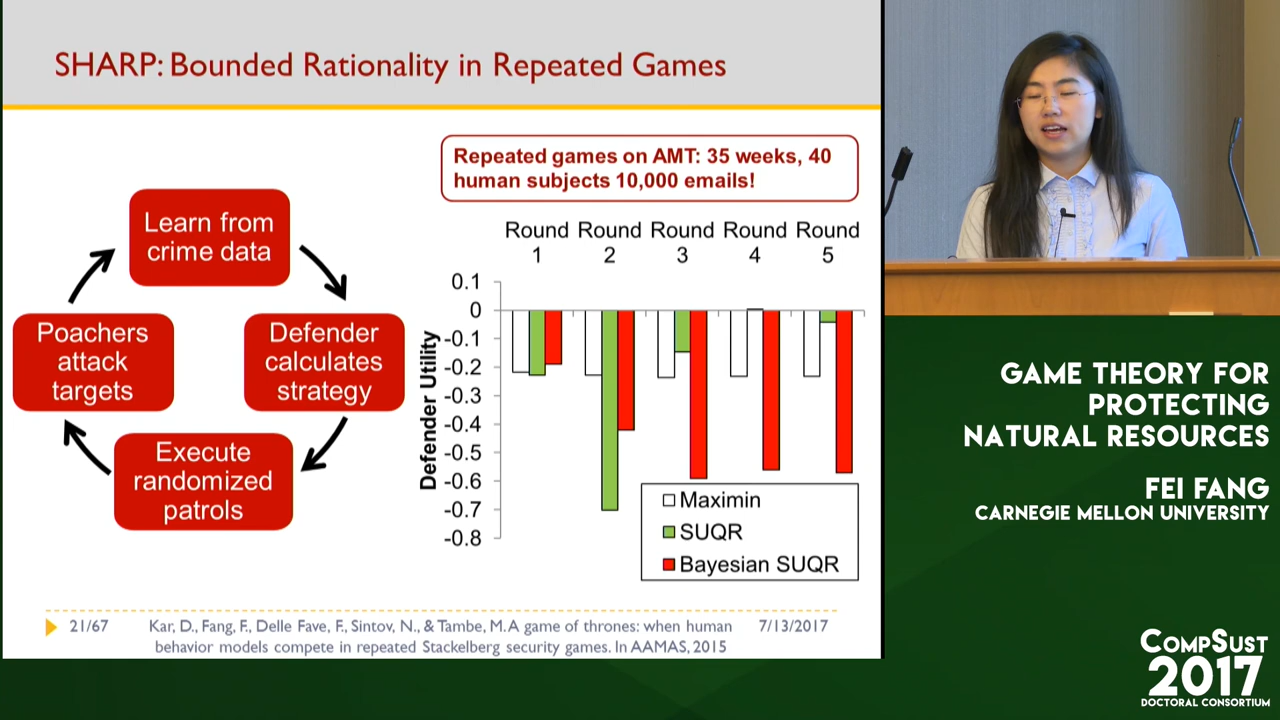 SHARP: Bounded Rationality in Repeated Games
Repeated games on AMT: 35 weeks, 40
human subjects 10,000 emails!
Learn from
crime data
Defender
calculates
strategy
Execute
randomized
patrols
Poachers
attack
targets
Round Round Round Round Round
1 2 3 4 5
0.1
0
-0.1
-0.2
-0.3
-0.4
-0.5
-0.6
-0.7
-0.8
Defender Utility
Maximin
SUQR
Bayesian SUQR
21/67
Kar, D., Fang, F., Delle Fave, F., Sintov, N., & Tambe, M. A game of thrones: when human
behavior models compete in repeated Stackelberg security games. In AAMAS, 2015
7/13/2017
GAME THEORY FOR
PROTECTING
NATURAL RESOURCES
FEI FANG
CARNEGIE MELLON UNIVERSITY
COMPSUST
2017
DOCTORAL CONSORTIUM